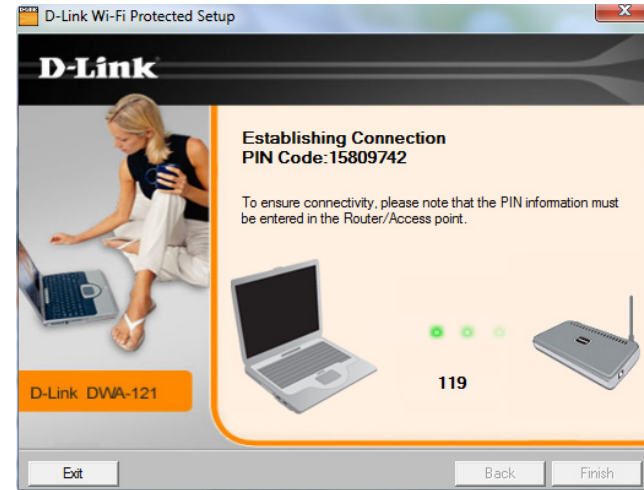 D-Link Wi-Fi Protected Setup
D-Link
Establishing Connection
PIN Code:15809742
To ensure connectivity, please note that the PIN information must
be entered in the Router/Access point.
119
D-Link DWA-121
Exit
Back
Finish